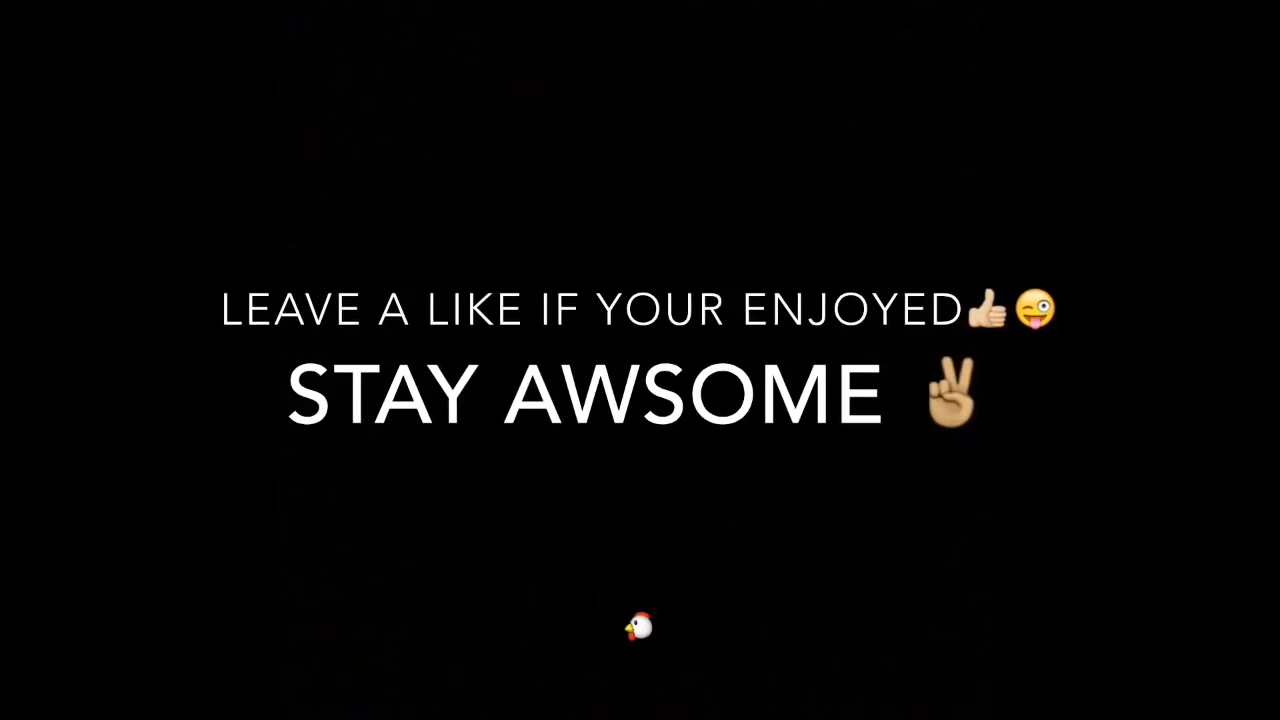 LEAVE A LIKE IF YOUR ENJOYED👍🏼😜
STAY AWSOME ✌🏽
🐔